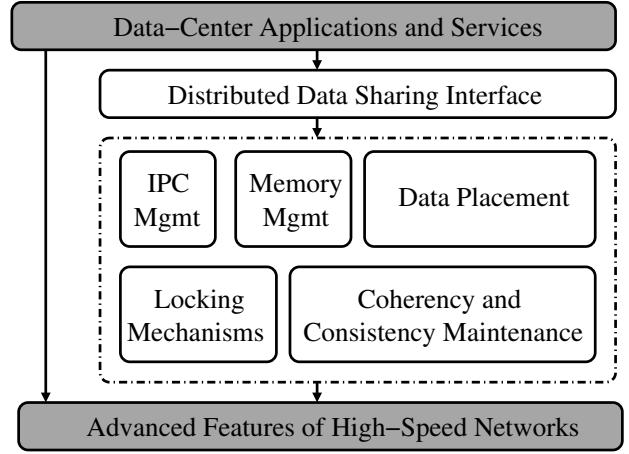 Data−Center Applications and Services
Distributed Data Sharing Interface
IPC
Mgmt
Memory
Mgmt
Data Placement
Locking
Mechanisms
Coherency and
Consistency Maintenance
Advanced Features of High−Speed Networks